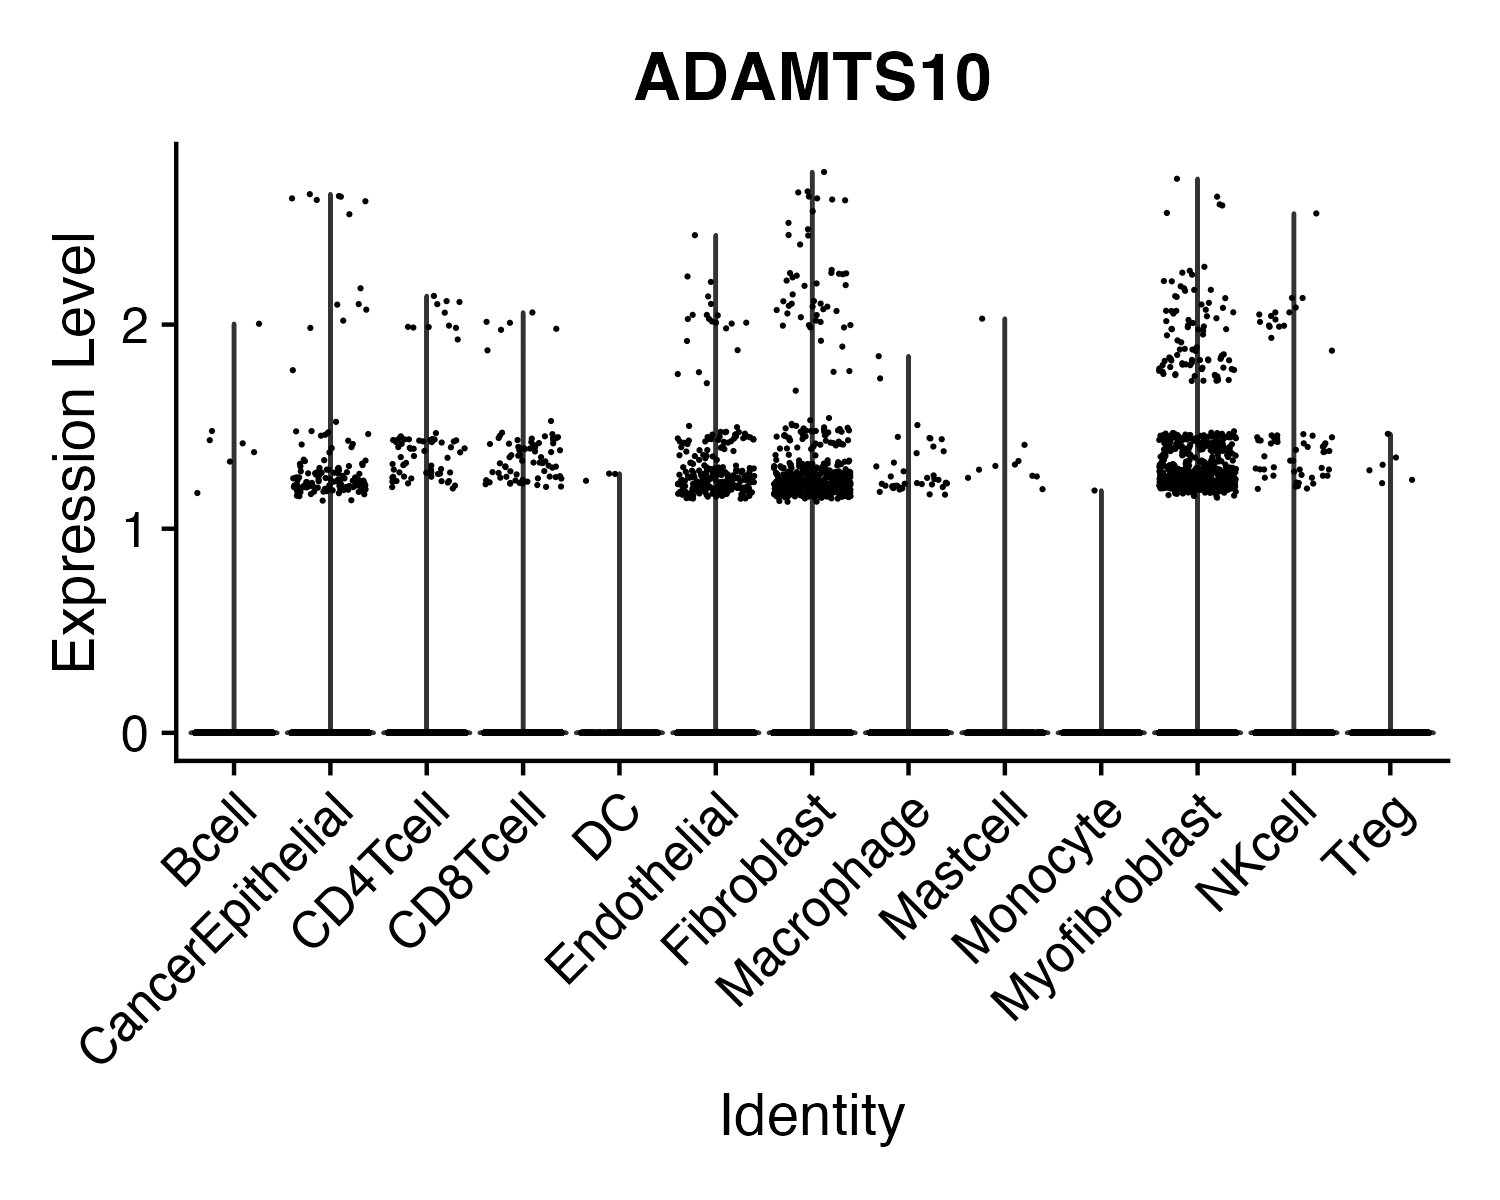 ADAMTS10
Expression Level
2
1
0
Bcell
CancerEpithelial
CD4Tcell
CD8Tcell
DC
Endothelial
Fibroblast
Macrophage
Mastcell
Monocyte
Myofibroblast
NKcell
Treg
Identity